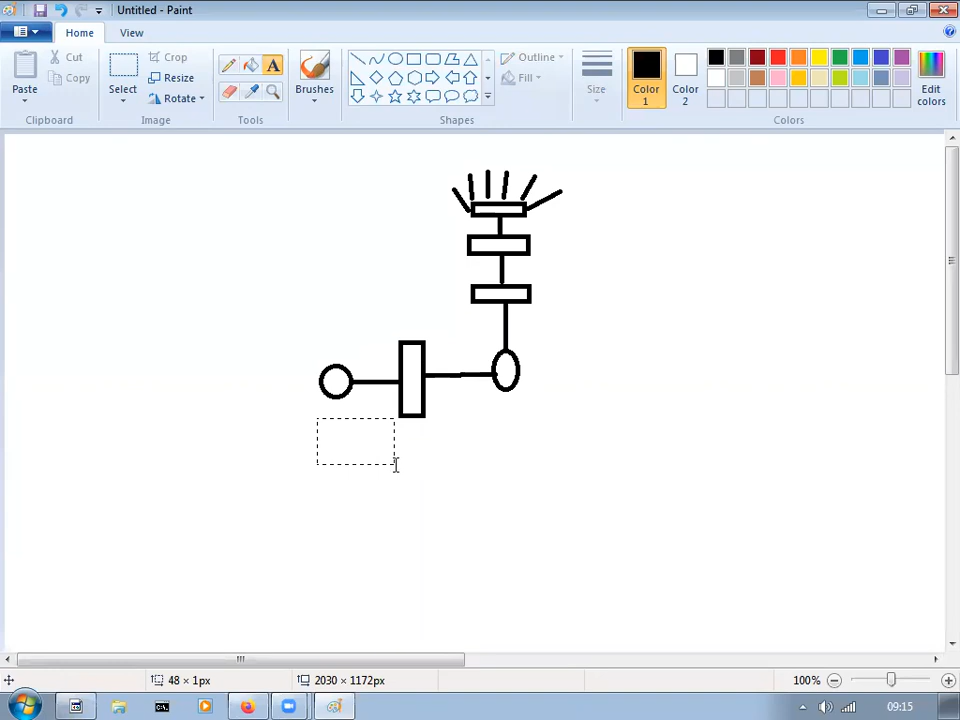 Untitled - Paint
Home
View
Paste
Cut
Copy
Clipboard
Select
Crop
Resize
Rotate
Image
A
Tools
Brushes
Shapes
Outline
Fill
Size
Color 1
Color 2
Edit colors
Colors
48 × 1px
2030 × 1172px
100%
09:15